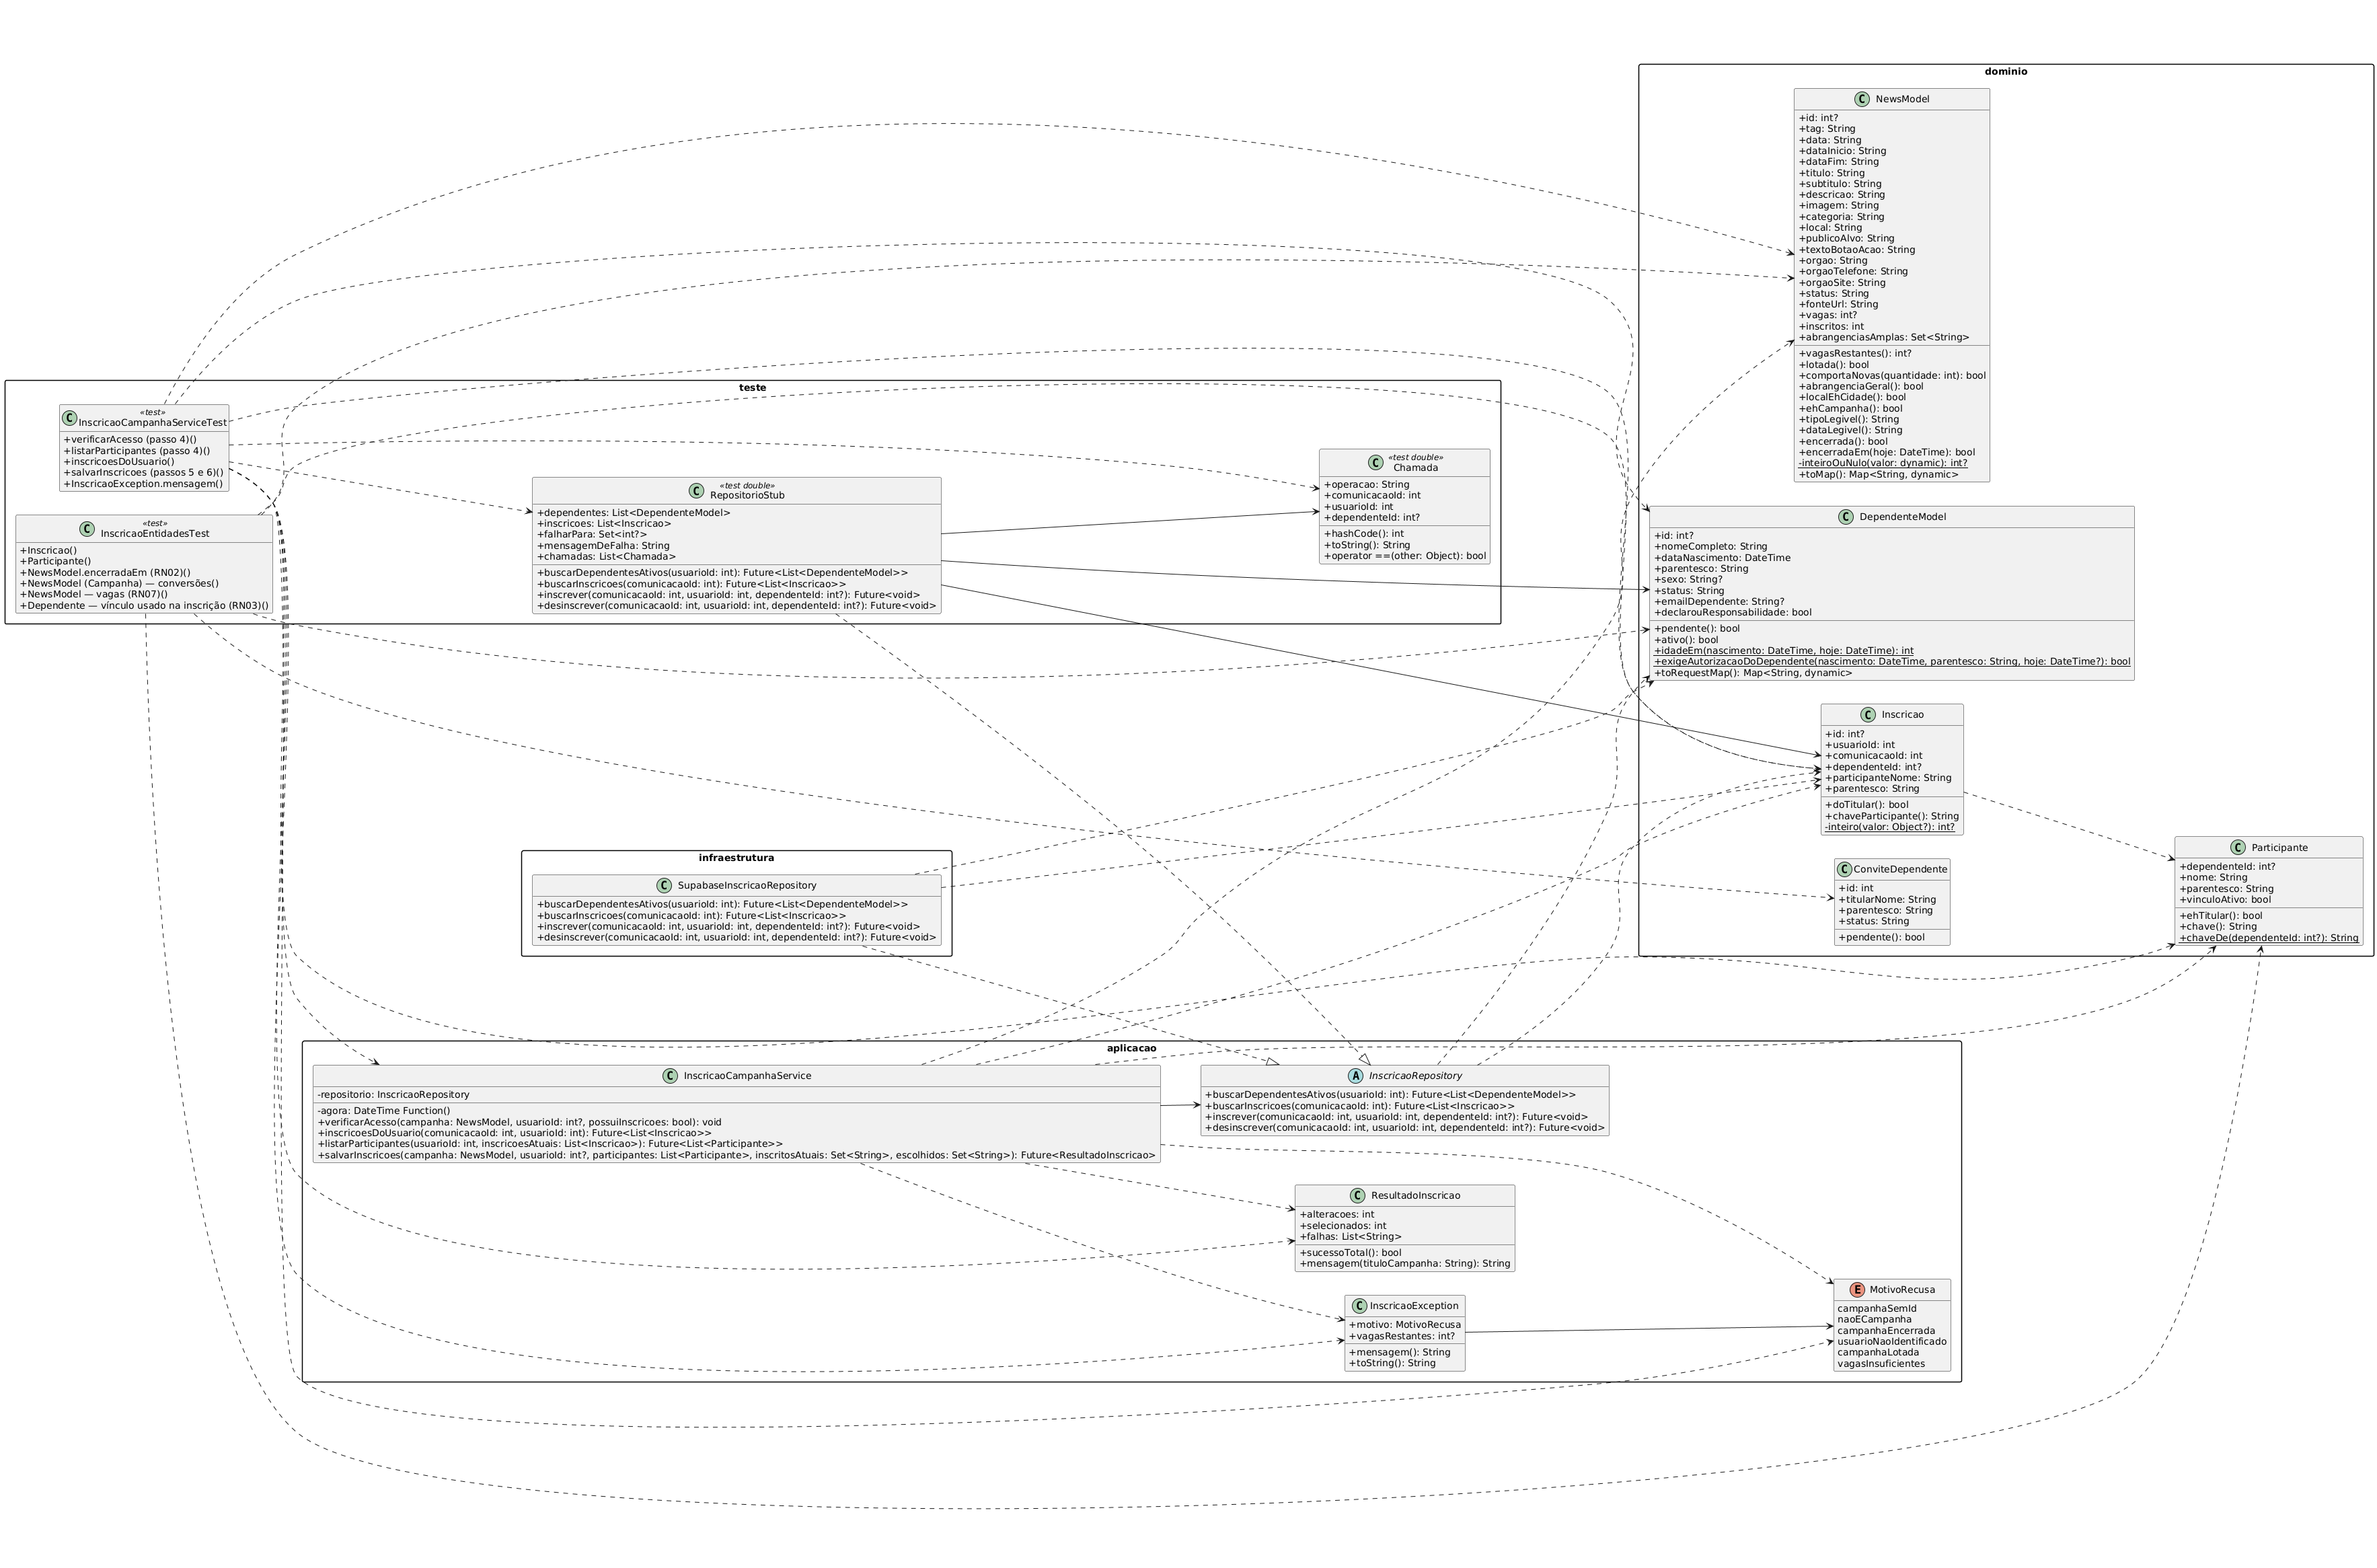 dominio
C NewsModel
+id: int?
+tag: String
+data: String
+dataInicio: String
+dataFim: String
+titulo: String
+subtitulo: String
+descricao: String
+imagem: String
+categoria: String
+local: String
+publicoAlvo: String
+textoBotaoAcao: String
+orgao: String
+orgaoTelefone: String
+orgaoSite: String
+status: String
+fonteUrl: String
+vagas: int?
+inscritos: int
+abrangenciasAmplas: Set<String>
+vagasRestantes(): int?
+lotada(): bool
+comportaNovas(quantidade: int): bool
+abrangenciaGeral(): bool
+localEhCidade(): bool
+ehCampanha(): bool
+tipoLegivel(): String
+dataLegivel(): String
+encerrada(): bool
+encerradaEm(hoje: DateTime): bool
-inteiroOuNulo(valor: dynamic): int?
+toMap(): Map<String, dynamic>
teste
C «test»
InscricaoCampanhaServiceTest
+verificarAcesso (passo 4)()
+listarParticipantes (passo 4)()
+inscricoesDoUsuario()
+salvarInscricoes (passos 5 e 6)()
+InscricaoException.mensagem()
C «test»
InscricaoEntidadesTest
+Inscricao()
+Participante()
+NewsModel.encerradaEm (RN02)()
+NewsModel (Campanha) — conversões()
+NewsModel — vagas (RN07)()
+Dependente — vínculo usado na inscrição (RN03)()
C «test double»
RepositorioStub
+dependentes: List<DependenteModel>
+inscricoes: List<Inscricao>
+falharPara: Set<int?>
+mensagemDeFalha: String
+chamadas: List<Chamada>
+buscarDependentesAtivos(usuarioId: int): Future<List<DependenteModel>>
+buscarInscricoes(comunicacaoId: int): Future<List<Inscricao>>
+inscrever(comunicacaoId: int, usuarioId: int, dependenteId: int?): Future<void>
+desinscrever(comunicacaoId: int, usuarioId: int, dependenteId: int?): Future<void>
C «test double»
Chamada
+operacao: String
+comunicacaoId: int
+usuarioId: int
+dependenteId: int?
+hashCode(): int
+toString(): String
+operator ==(other: Object): bool
C DependenteModel
+id: int?
+nomeCompleto: String
+dataNascimento: DateTime
+parentesco: String
+sexo: String?
+status: String
+emailDependente: String?
+declarouResponsabilidade: bool
+pendente(): bool
+ativo(): bool
+idadeEm(nascimento: DateTime, hoje: DateTime): int
+exigeAutorizacaoDoDependente(nascimento: DateTime, parentesco: String, hoje: DateTime?): bool
+toRequestMap(): Map<String, dynamic>
C Inscricao
+id: int?
+usuarioId: int
+comunicacaoId: int
+dependenteId: int?
+participanteNome: String
+parentesco: String
+doTitular(): bool
+chaveParticipante(): String
-inteiro(valor: Object?): int?
C ConviteDependente
+id: int
+titularNome: String
+parentesco: String
+status: String
+pendente(): bool
C Participante
+dependenteId: int?
+nome: String
+parentesco: String
+vinculoAtivo: bool
+ehTitular(): bool
+chave(): String
+chaveDe(dependenteId: int?): String
infraestrutura
C SupabaseInscricaoRepository
+buscarDependentesAtivos(usuarioId: int): Future<List<DependenteModel>>
+buscarInscricoes(comunicacaoId: int): Future<List<Inscricao>>
+inscrever(comunicacaoId: int, usuarioId: int, dependenteId: int?): Future<void>
+desinscrever(comunicacaoId: int, usuarioId: int, dependenteId: int?): Future<void>
aplicacao
C InscricaoCampanhaService
-repositorio: InscricaoRepository
-agora: DateTime Function()
+verificarAcesso(campanha: NewsModel, usuarioId: int?, possuiInscricoes: bool): void
+inscricoesDoUsuario(comunicacaoId: int, usuarioId: int): Future<List<Inscricao>>
+listarParticipantes(usuarioId: int, inscricoesAtuais: List<Inscricao>): Future<List<Participante>>
+salvarInscricoes(campanha: NewsModel, usuarioId: int?, participantes: List<Participante>, inscritosAtuais: Set<String>, escolhidos: Set<String>): Future<ResultadoInscricao>
A InscricaoRepository
+buscarDependentesAtivos(usuarioId: int): Future<List<DependenteModel>>
+buscarInscricoes(comunicacaoId: int): Future<List<Inscricao>>
+inscrever(comunicacaoId: int, usuarioId: int, dependenteId: int?): Future<void>
+desinscrever(comunicacaoId: int, usuarioId: int, dependenteId: int?): Future<void>
C ResultadoInscricao
+alteracoes: int
+selecionados: int
+falhas: List<String>
+sucessoTotal(): bool
+mensagem(tituloCampanha: String): String
C InscricaoException
+motivo: MotivoRecusa
+vagasRestantes: int?
+mensagem(): String
+toString(): String
E MotivoRecusa
campanhaSemId
naoECampanha
campanhaEncerrada
usuarioNaoIdentificado
campanhaLotada
vagasInsuficientes